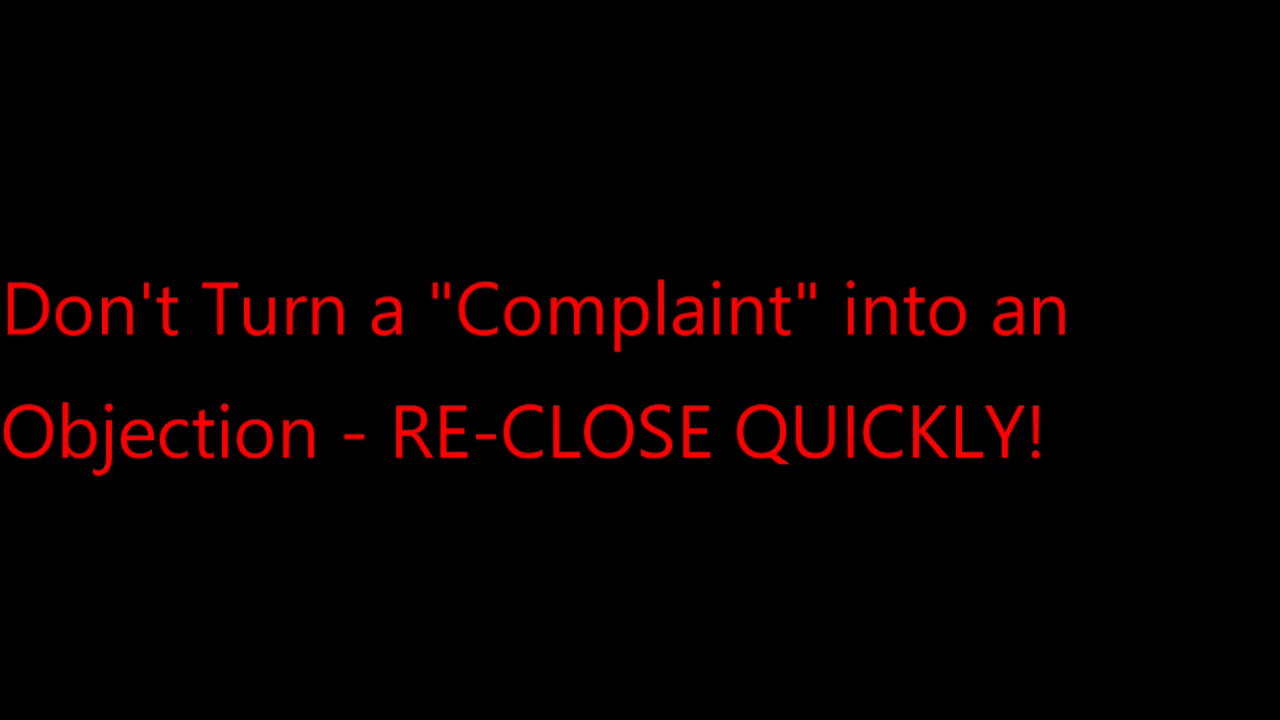 Don't Turn a "Complaint" into an
Objection - RE-CLOSE QUICKLY!